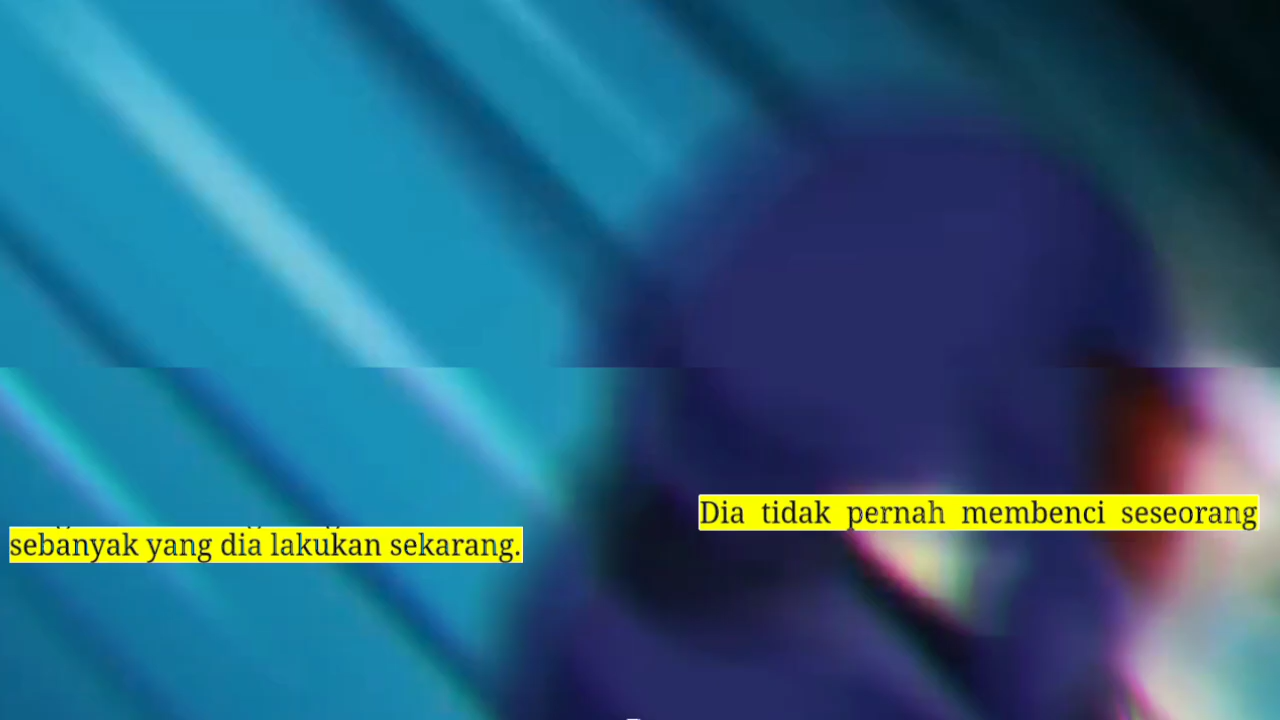 Dia tidak pernah membenci seseorang
sebanyak yang dia lakukan sekarang.